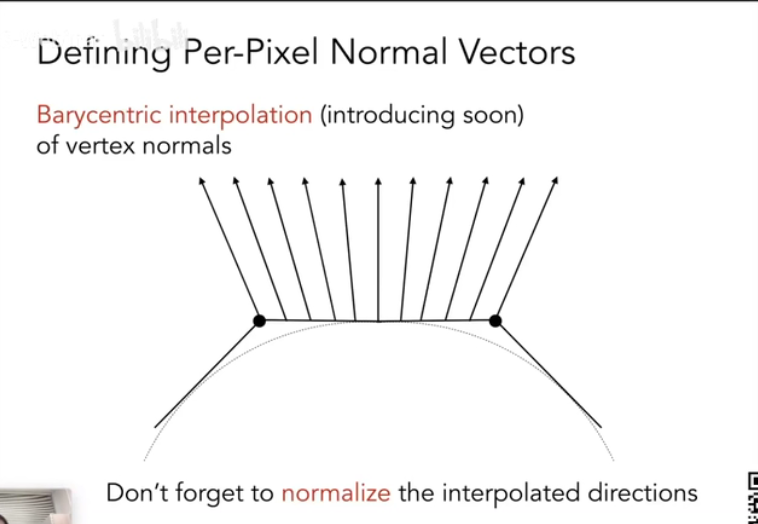 Defining Per-Pixel Normal Vectors
Barycentric interpolation (introducing soon)
of vertex normals
Don't forget to normalize the interpolated directions